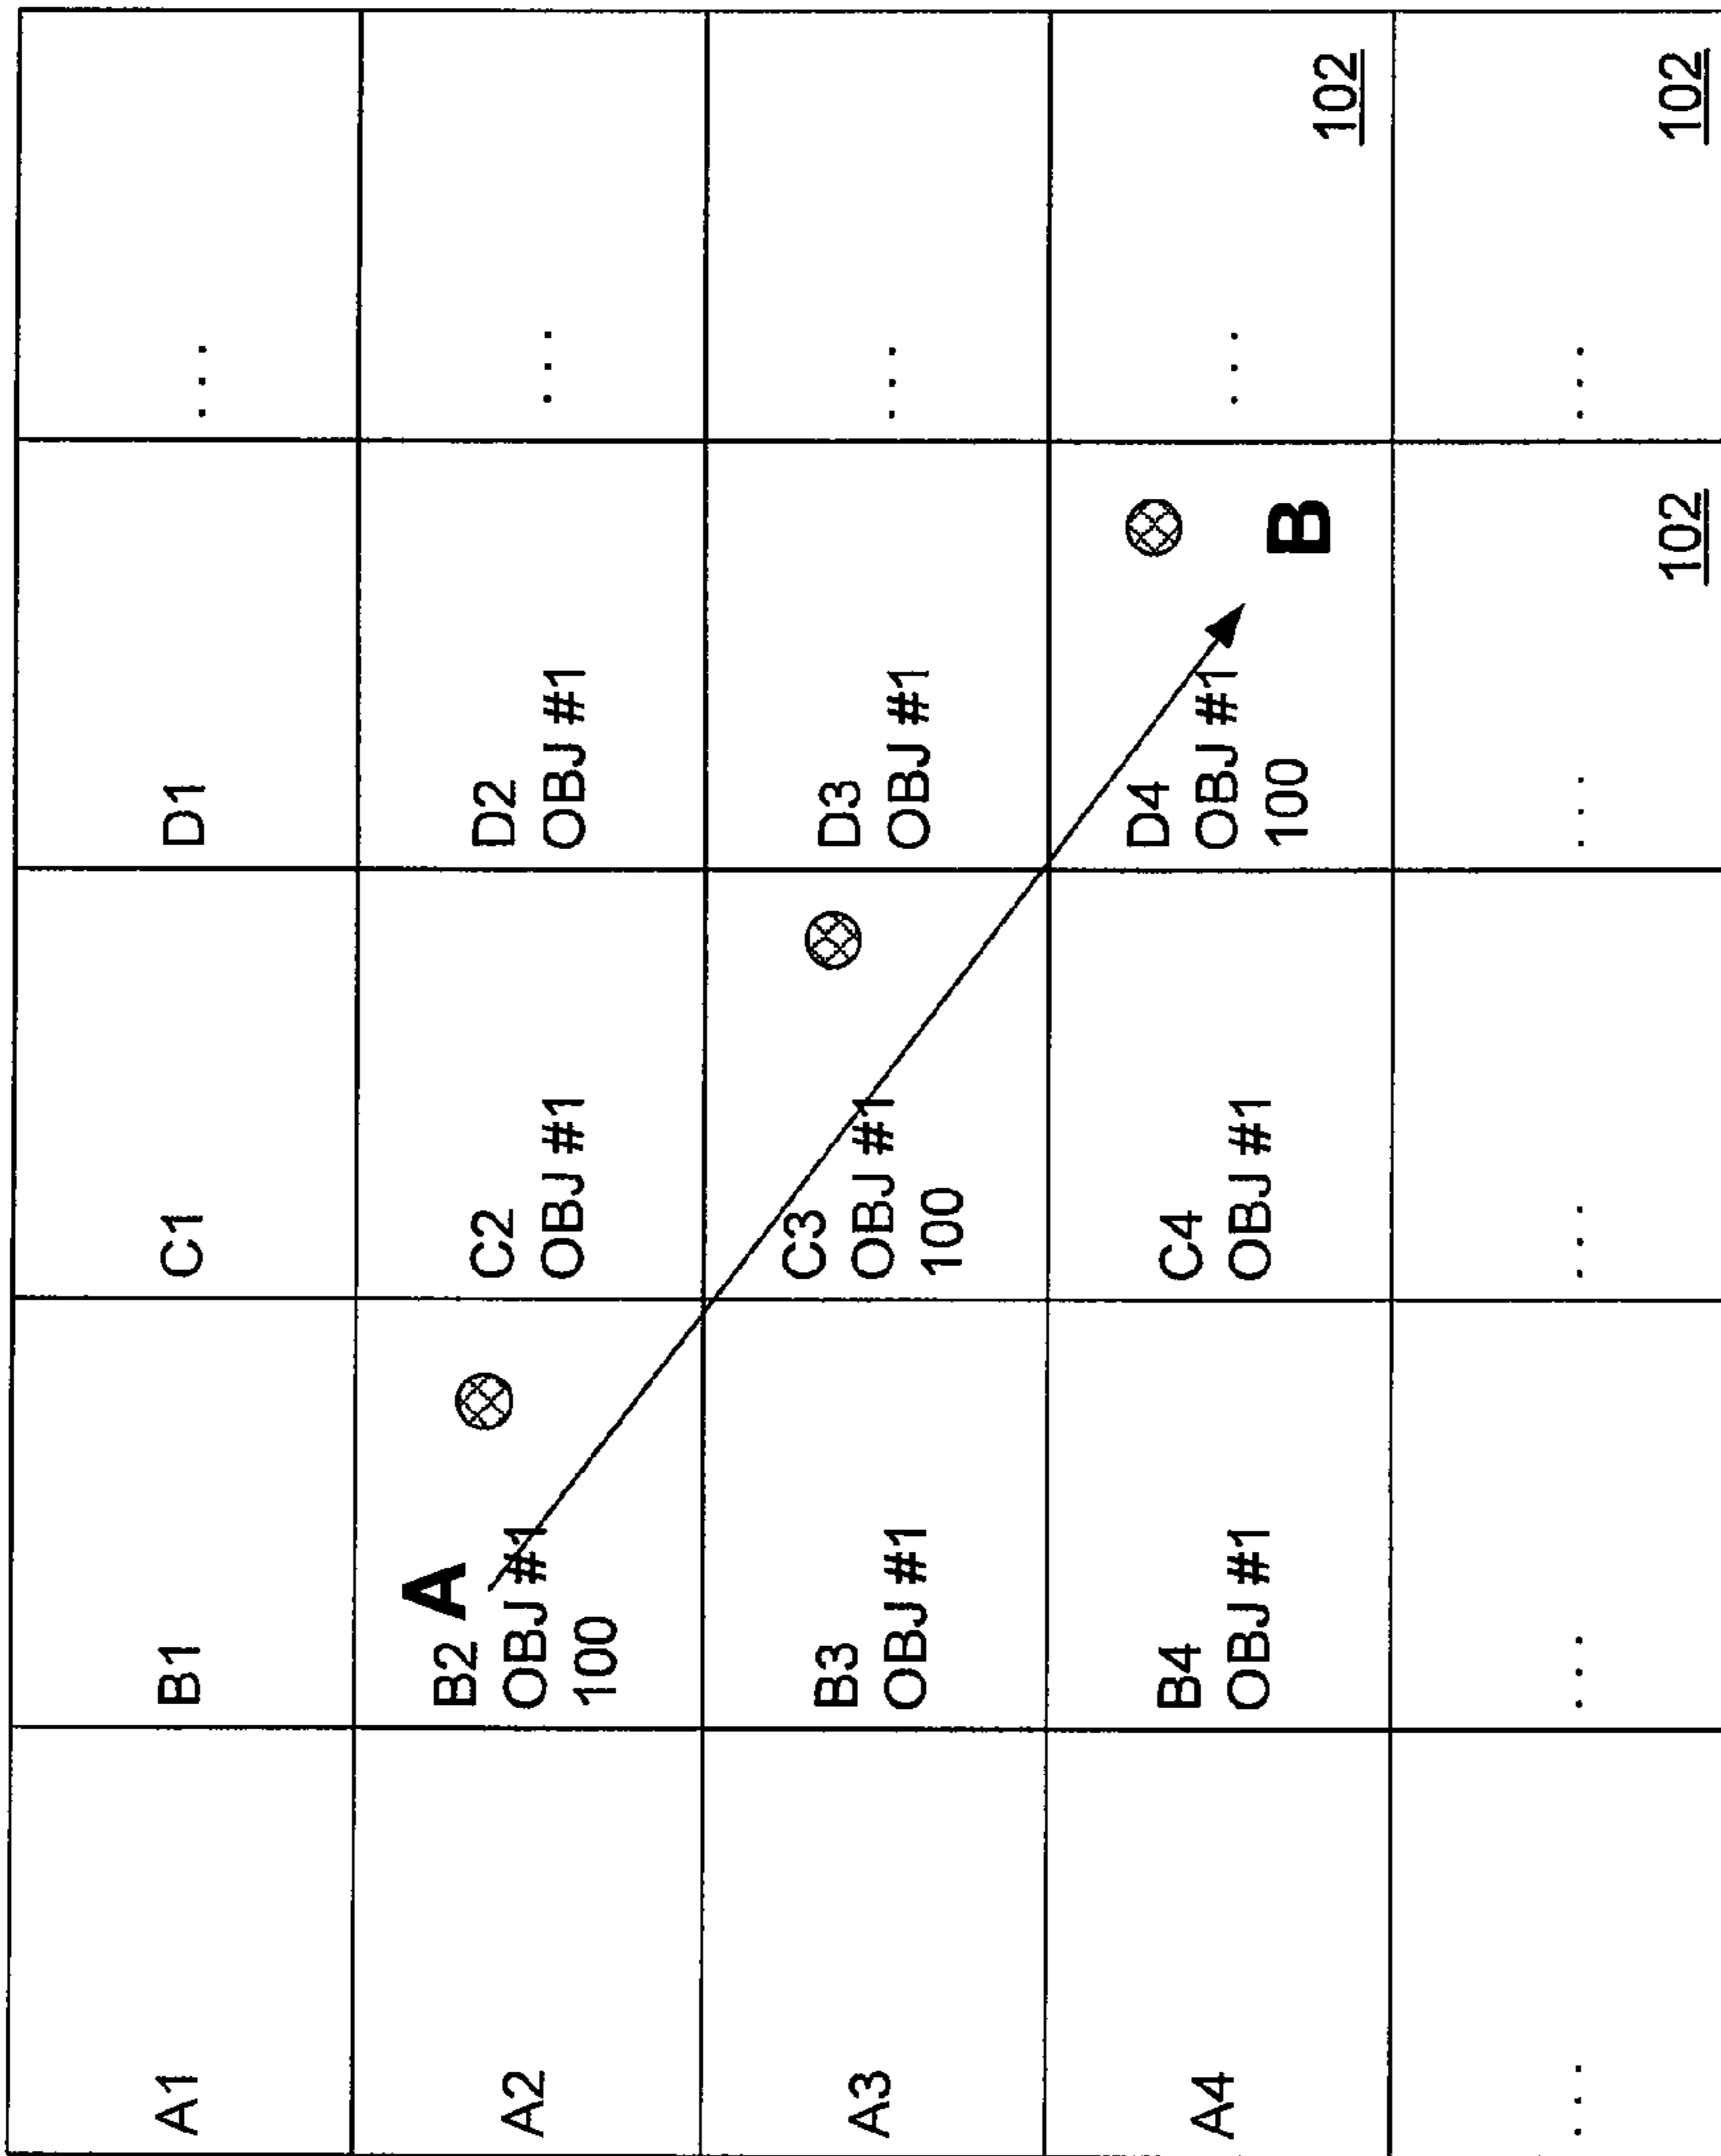 A1
B1
C1
D1
...
A2
B2
A
OBJ #1
100
C2
OBJ #1
D2
OBJ #1
...
A3
B3
OBJ #1
C3
OBJ #1
100
D3
OBJ #1
...
A4
B4
OBJ #1
C4
OBJ #1
D4
OBJ #1
100
B
...
102
...
...
...
...
102
...
102